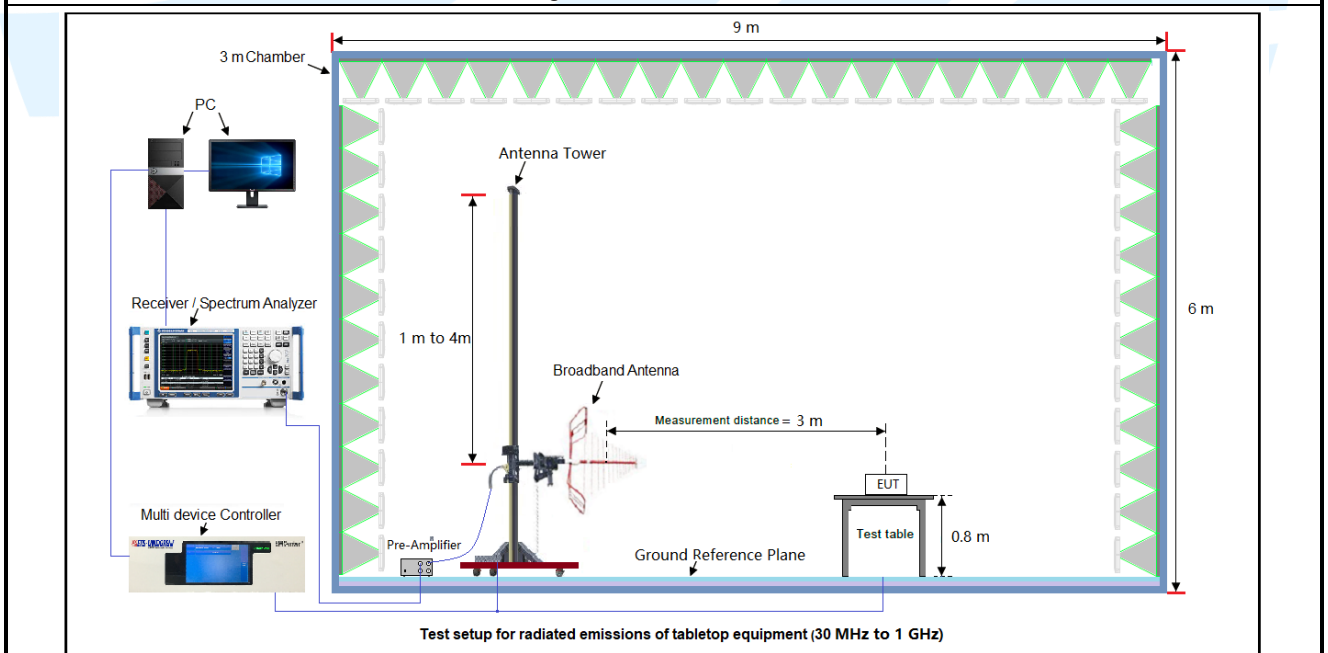 9 m
3 m Chamber
PC
Antenna Tower
Receiver / Spectrum Analyzer
1 m to 4m
6 m
Broadband Antenna
Measurement distance = 3 m
EUT
Multi device Controller
Test table
0.8 m
Pre-Amplifier
Ground Reference Plane
Test setup for radiated emissions of tabletop equipment (30 MHz to 1 GHz)